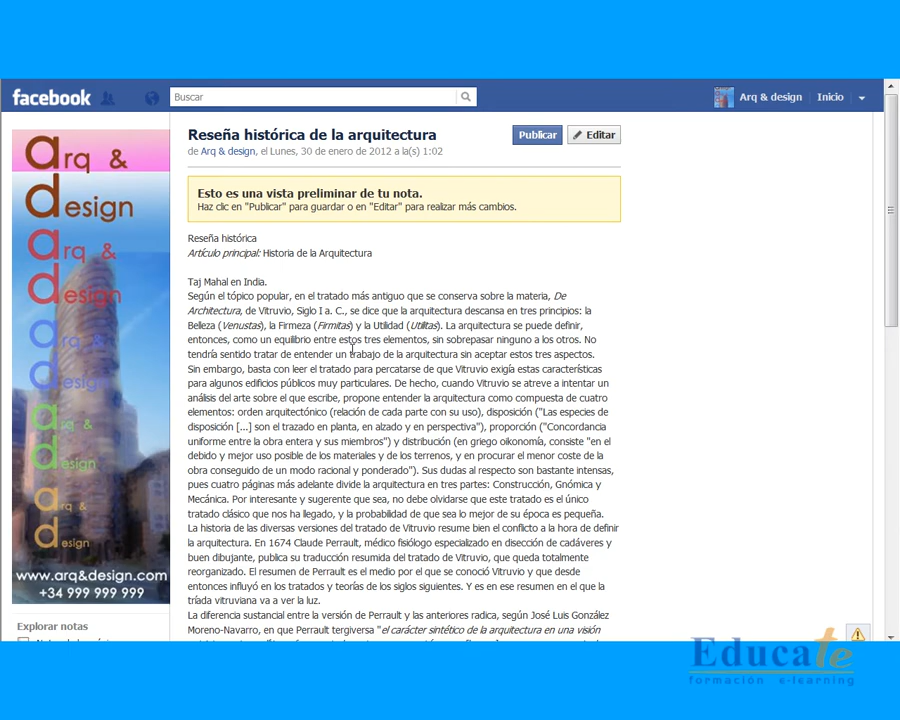 facebook
Buscar
Arq & design
Inicio
arq &
design
arq &
design
arq &
design
arq &
design
arq &
design
www.arq&design.com
+34 999 999 999
Explorar notas
Reseña histórica de la arquitectura
Publicar
Editar
de Arq & design, el Lunes, 30 de enero de 2012 a la(s) 1:02
Esto es una vista preliminar de tu nota.
Haz clic en "Publicar" para guardar o en "Editar" para realizar más cambios.
Reseña histórica
Artículo principal: Historia de la Arquitectura
Taj Mahal en India.
Según el tópico popular, en el tratado más antiguo que se conserva sobre la materia, De
Architectura, de Vitruvio, Siglo I a. C., se dice que la arquitectura descansa en tres principios: la
Belleza (Venustas), la Firmeza (Firmitas) y la Utilidad (Utilitas). La arquitectura se puede definir,
entonces, como un equilibrio entre estos tres elementos, sin sobrepasar ninguno a los otros. No
tendría sentido tratar de entender un trabajo de la arquitectura sin aceptar estos tres aspectos.
Sin embargo, basta con leer el tratado para percatarse de que Vitruvio exigía estas características
para algunos edificios públicos muy particulares. De hecho, cuando Vitruvio se atreve a intentar un
análisis del arte sobre el que escribe, propone entender la arquitectura como compuesta de cuatro
elementos: orden arquitectónico (relación de cada parte con su uso), disposición ("Las especies de
disposición [...] son el trazado en planta, en alzado y en perspectiva"), proporción ("Concordancia
uniforme entre la obra entera y sus miembros") y distribución (en griego oikonomía, consiste "en el
debido y mejor uso posible de los materiales y de los terrenos, y en procurar el menor coste de la
obra conseguido de un modo racional y ponderado"). Sus dudas al respecto son bastante intensas,
pues cuatro páginas más adelante divide la arquitectura en tres partes: Construcción, Gnómica y
Mecánica. Por interesante y sugerente que sea, no debe olvidarse que este tratado es el único
tratado clásico que nos ha llegado, y la probabilidad de que sea lo mejor de su época es pequeña.
La historia de las diversas versiones del tratado de Vitruvio resume bien el conflicto a la hora de definir
la arquitectura. En 1674 Claude Perrault, médico fisiólogo especializado en disección de cadáveres y
buen dibujante, publica su traducción resumida del tratado de Vitruvio, que queda totalmente
reorganizado. El resumen de Perrault es el medio por el que se conoció Vitruvio y que desde
entonces influyó en los tratados y teorías de los siglos siguientes. Y es en ese resumen en el que la
tríada vitruviana va a ver la luz.
La diferencia sustancial entre la versión de Perrault y las anteriores radica, según José Luis González
Moreno-Navarro, en que Perrault tergiversa "el carácter sintético de la arquitectura en una visión
Educate
formación e-learning